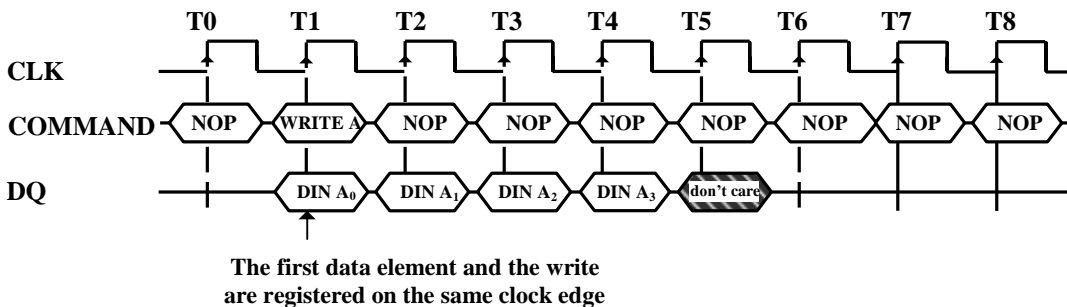 T0 T1 T2 T3 T4 T5 T6 T7 T8
CLK
COMMAND NOP WRITE A NOP NOP NOP NOP NOP NOP NOP
DQ DIN A0 DIN A1 DIN A2 DIN A3 don't care
The first data element and the write
are registered on the same clock edge